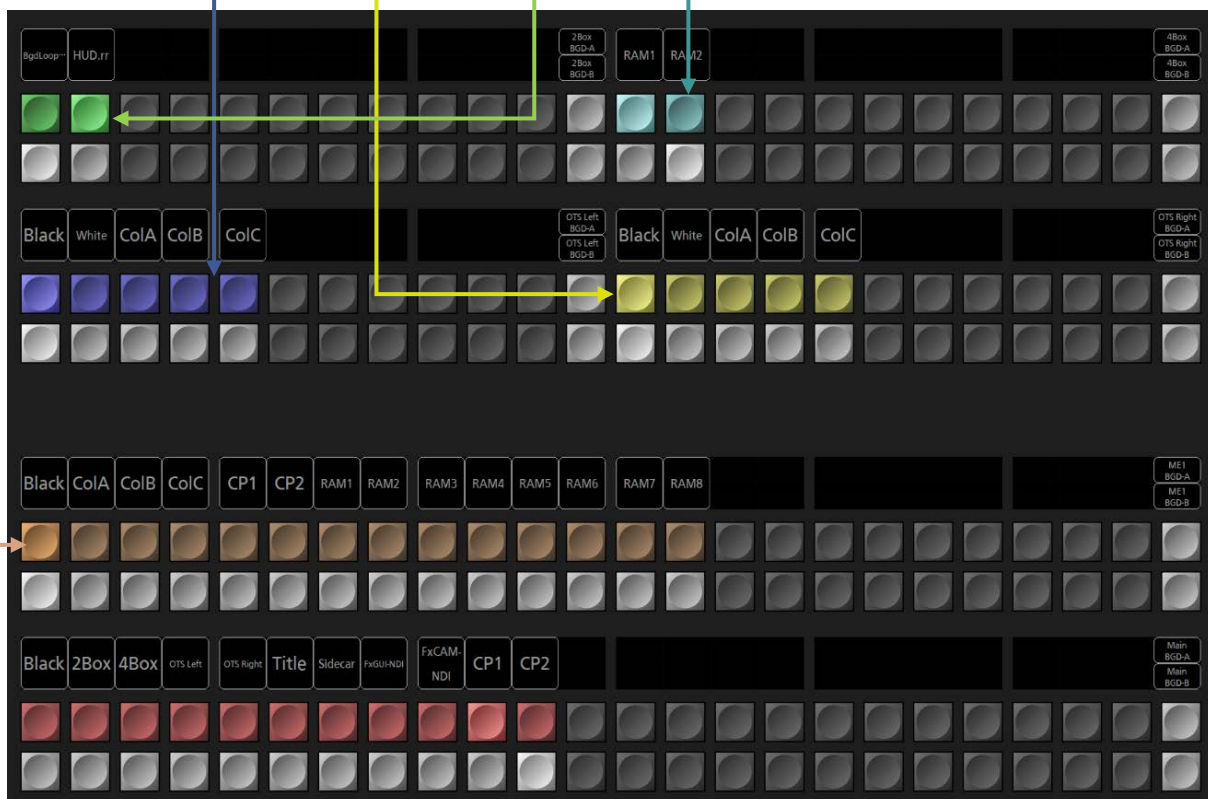 BgdLoop… HUD.rr 2Box BGD-A 2Box BGD-B RAM1 RAM2 4Box BGD-A 4Box BGD-B
Black White ColA ColB ColC OTS Left BGD-A OTS Left BGD-B Black White ColA ColB ColC OTS Right BGD-A OTS Right BGD-B
Black ColA ColB ColC CP1 CP2 RAM1 RAM2 RAM3 RAM4 RAM5 RAM6 RAM7 RAM8 ME1 BGD-A ME1 BGD-B
Black 2Box 4Box OTS Left OTS Right Title Sidecar FxGUI-NDI FxCAM-NDI CP1 CP2 Main BGD-A Main BGD-B